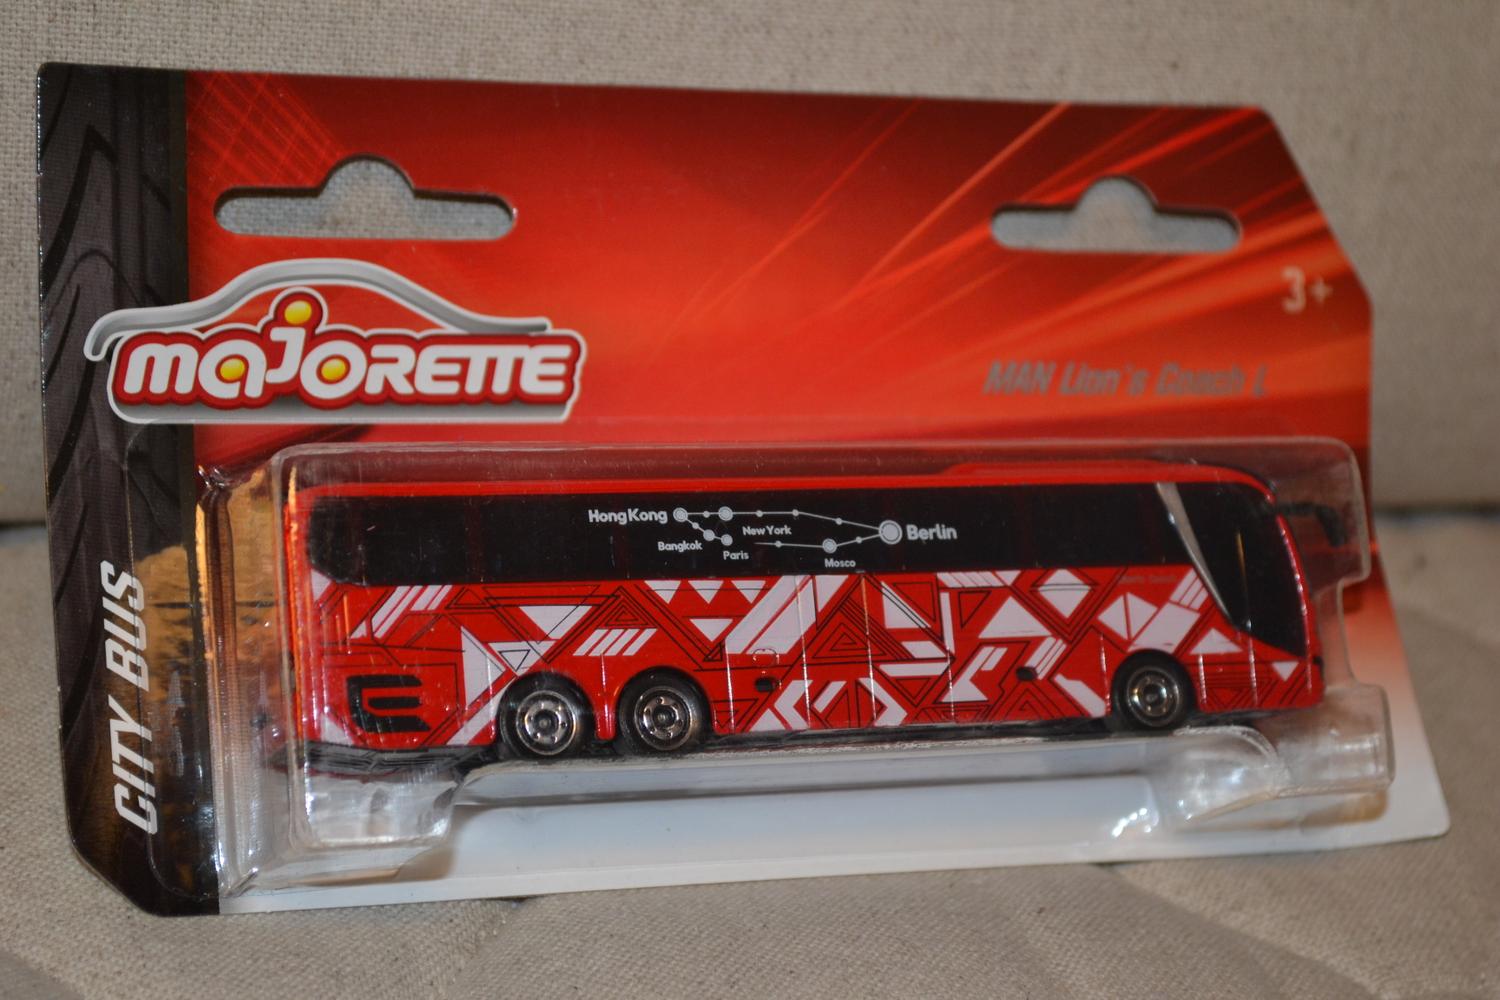 majorette
3+
MAN Lion's Coach L
HongKong
New York
Berlin
Bangkok
Paris
Mosco
CITY BUS